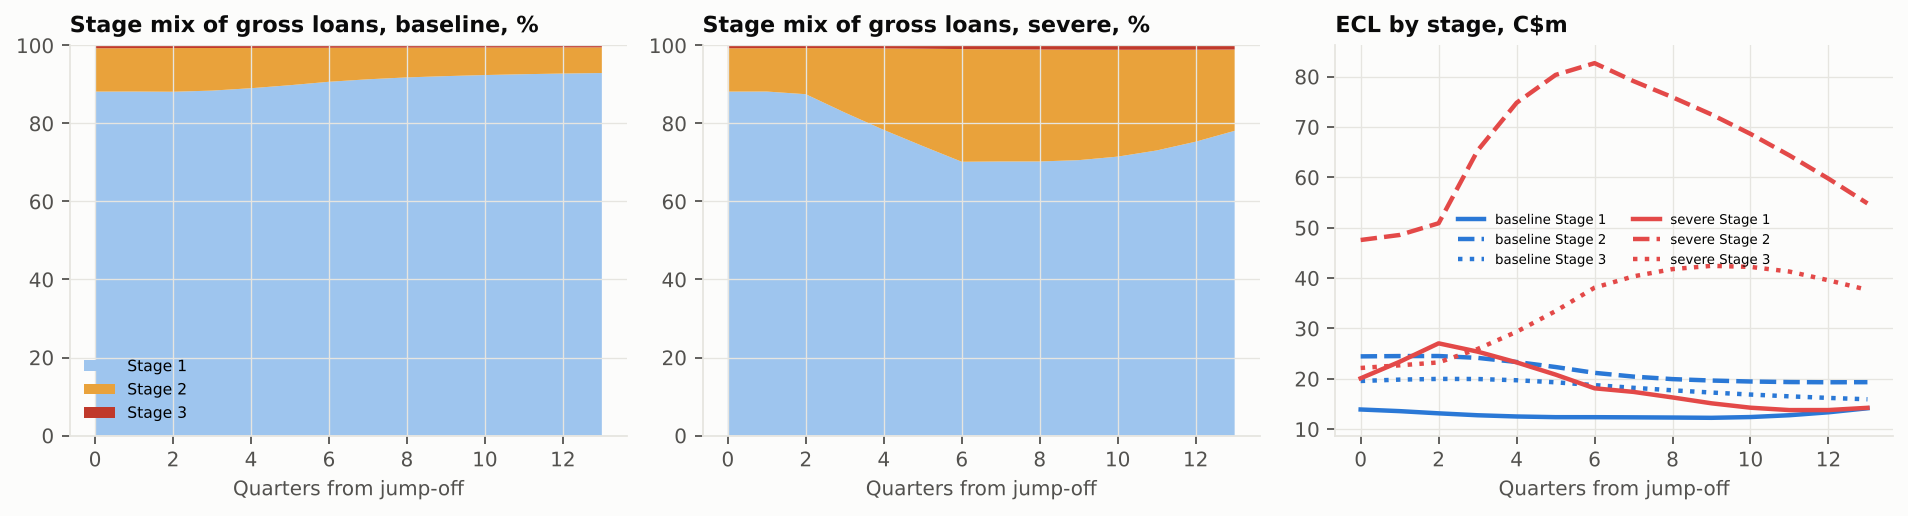 Stage mix of gross loans, baseline, %
100
80
60
40
20
0
Stage 1
Stage 2
Stage 3
0 2 4 6 8 10 12
Quarters from jump-off
Stage mix of gross loans, severe, %
100
80
60
40
20
0
0 2 4 6 8 10 12
Quarters from jump-off
ECL by stage, C$m
80
70
60
50
40
30
20
10
baseline Stage 1
baseline Stage 2
baseline Stage 3
severe Stage 1
severe Stage 2
severe Stage 3
0 2 4 6 8 10 12
Quarters from jump-off